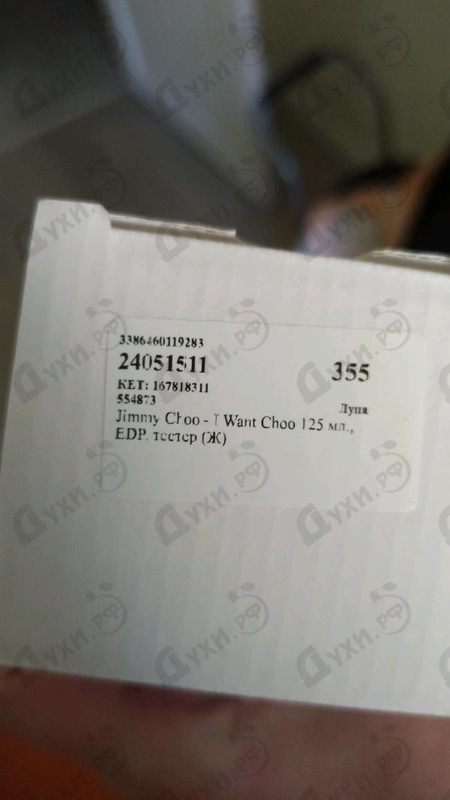 3386460119283
24051511 355
КЕТ: 167818311
554873 Лупа
Jimmy Choo - I Want Choo 125 мл.,
EDP, тестер (Ж)
Духи.рф